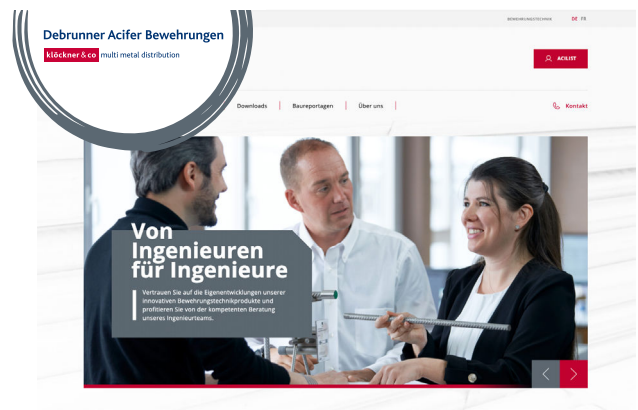 BEWEHRUNGSTECHNIK DE FR
Debrunner Acifer Bewehrungen
klöckner & co multi metal distribution
ACILIST
Downloads Baureportagen Über uns Kontakt
Von
Ingenieuren
für Ingenieure
Vertrauen Sie auf die Eigenentwicklungen unserer
innovativen Bewehrungstechnikprodukte und
profitieren Sie von der kompetenten Beratung
unseres Ingenieurteams.